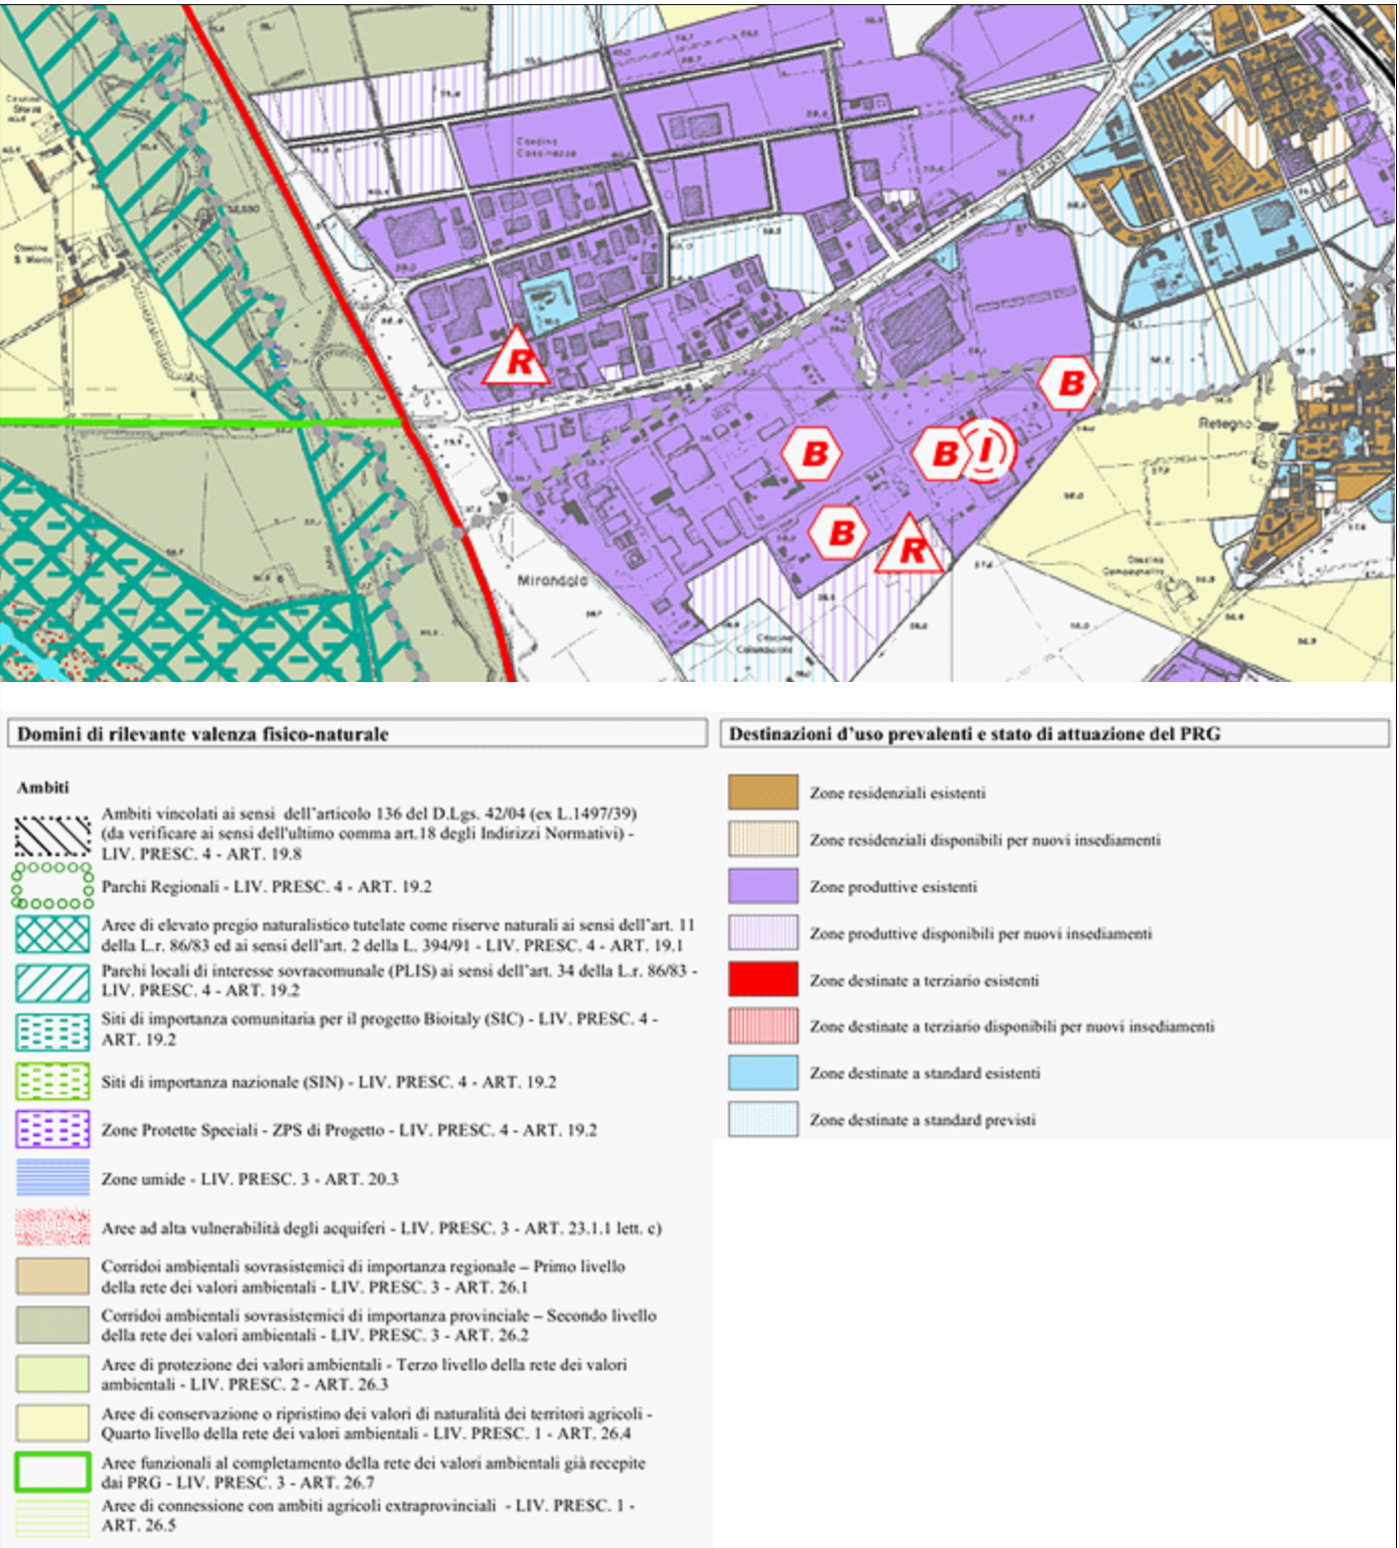 Cascina
S. Marco
Cascina
R
B
B
B
I
B
R
Retegno
Mirandola
Cascina
Domini di rilevante valenza fisico-naturale
Ambiti
Ambiti vincolati ai sensi dell'articolo 136 del D.Lgs. 42/04 (ex L.1497/39)
(da verificare ai sensi dell'ultimo comma art.18 degli Indirizzi Normativi) -
LIV. PRESC. 4 - ART. 19.8
Parchi Regionali - LIV. PRESC. 4 - ART. 19.2
Aree di elevato pregio naturalistico tutelate come riserve naturali ai sensi dell'art. 11
della L.r. 86/83 ed ai sensi dell'art. 2 della L. 394/91 - LIV. PRESC. 4 - ART. 19.1
Parchi locali di interesse sovracomunale (PLIS) ai sensi dell'art. 34 della L.r. 86/83 -
LIV. PRESC. 4 - ART. 19.2
Siti di importanza comunitaria per il progetto Bioitaly (SIC) - LIV. PRESC. 4 -
ART. 19.2
Siti di importanza nazionale (SIN) - LIV. PRESC. 4 - ART. 19.2
Zone Protette Speciali - ZPS di Progetto - LIV. PRESC. 4 - ART. 19.2
Zone umide - LIV. PRESC. 3 - ART. 20.3
Aree ad alta vulnerabilità degli acquiferi - LIV. PRESC. 3 - ART. 23.1.1 lett. c)
Corridoi ambientali sovrasistemici di importanza regionale – Primo livello
della rete dei valori ambientali - LIV. PRESC. 3 - ART. 26.1
Corridoi ambientali sovrasistemici di importanza provinciale – Secondo livello
della rete dei valori ambientali - LIV. PRESC. 3 - ART. 26.2
Aree di protezione dei valori ambientali - Terzo livello della rete dei valori
ambientali - LIV. PRESC. 2 - ART. 26.3
Aree di conservazione o ripristino dei valori di naturalità dei territori agricoli -
Quarto livello della rete dei valori ambientali - LIV. PRESC. 1 - ART. 26.4
Aree funzionali al completamento della rete dei valori ambientali già recepite
dai PRG - LIV. PRESC. 3 - ART. 26.7
Aree di connessione con ambiti agricoli extraprovinciali - LIV. PRESC. 1 -
ART. 26.5
Destinazioni d'uso prevalenti e stato di attuazione del PRG
Zone residenziali esistenti
Zone residenziali disponibili per nuovi insediamenti
Zone produttive esistenti
Zone produttive disponibili per nuovi insediamenti
Zone destinate a terziario esistenti
Zone destinate a terziario disponibili per nuovi insediamenti
Zone destinate a standard esistenti
Zone destinate a standard previsti